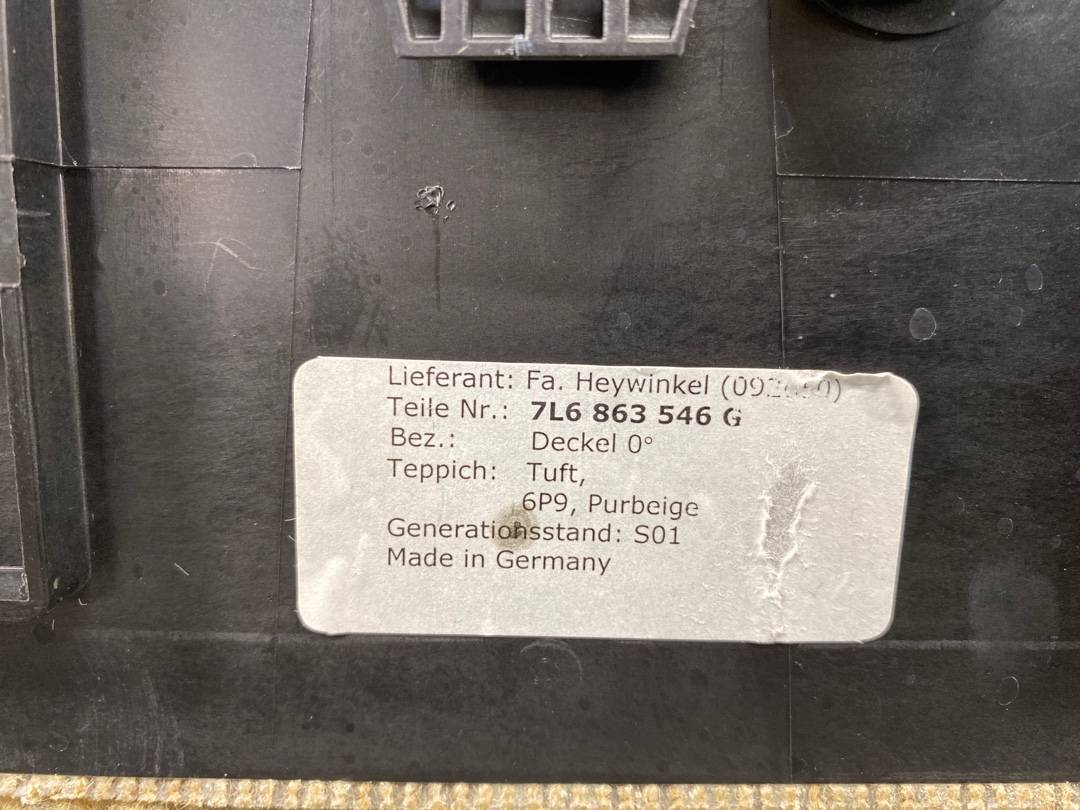 Lieferant: Fa. Heywinkel
Teile Nr.: 7L6 863 546 G
Bez.: Deckel 0°
Teppich: Tuft,
6P9, Purbeige
Generationsstand: S01
Made in Germany